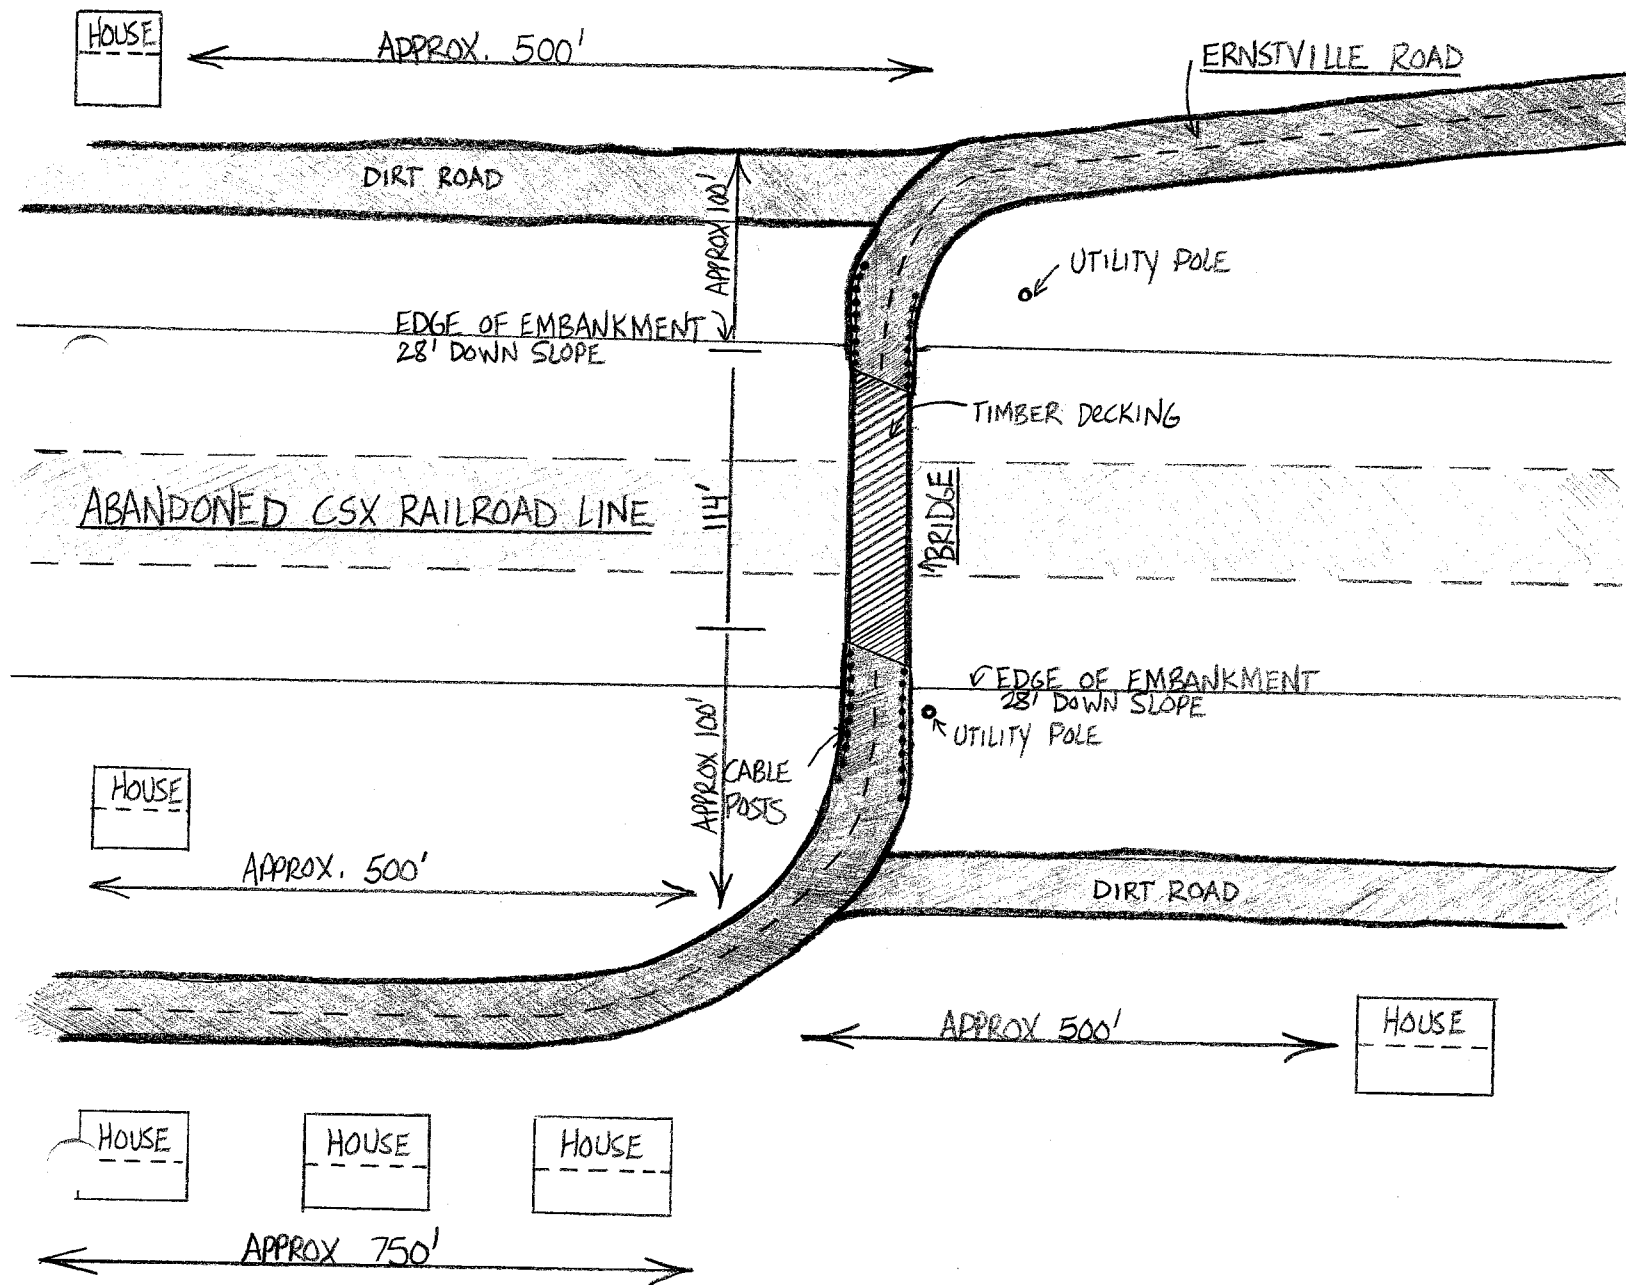 HOUSE
APPROX. 500'
ERNSTVILLE ROAD
DIRT ROAD
APPROX 100'
UTILITY POLE
EDGE OF EMBANKMENT
28' DOWN SLOPE
TIMBER DECKING
ABANDONED CSX RAILROAD LINE
114'
BRIDGE
EDGE OF EMBANKMENT
28' DOWN SLOPE
UTILITY POLE
APPROX 100'
CABLE
POSTS
HOUSE
APPROX. 500'
DIRT ROAD
APPROX 500'
HOUSE
HOUSE
HOUSE
HOUSE
APPROX 750'